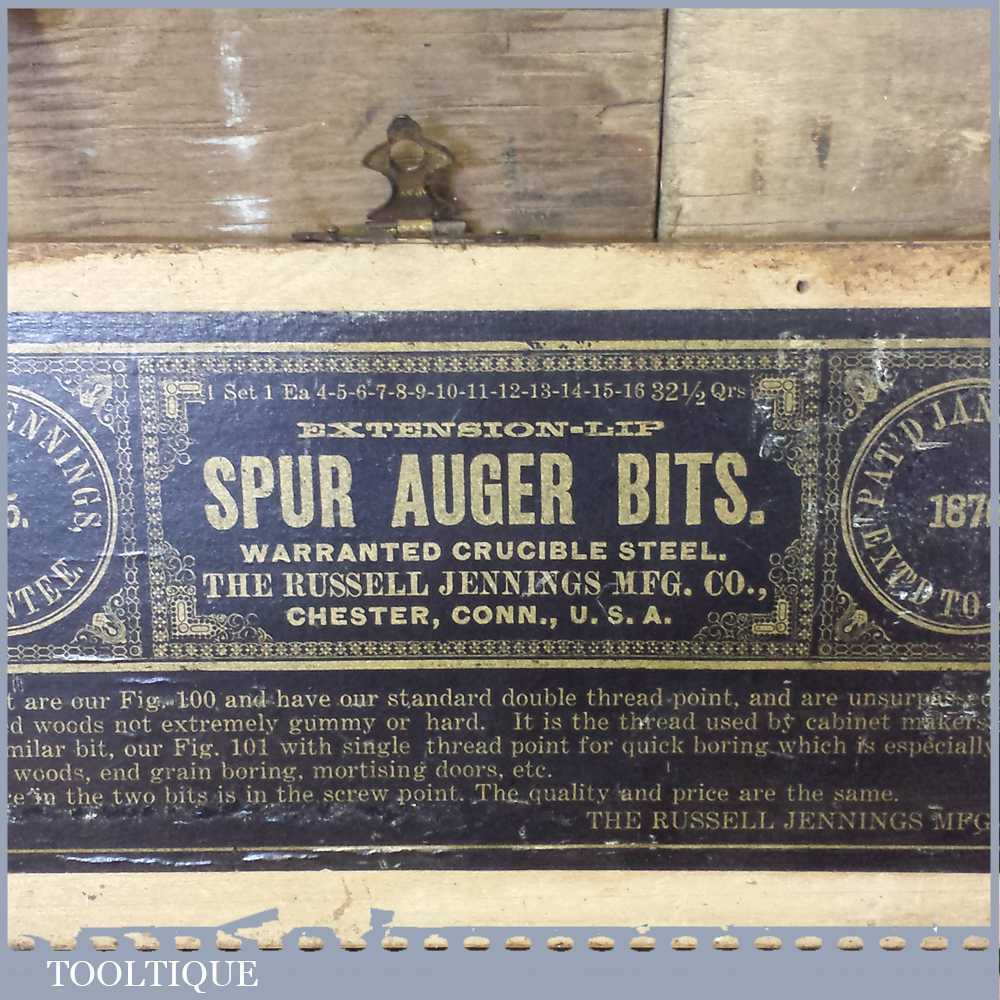 1 Set 1 Ea 4-5-6-7-8-9-10-11-12-13-14-15-16 32½ Qrs
EXTENSION-LIP
SPUR AUGER BITS.
WARRANTED CRUCIBLE STEEL.
THE RUSSELL JENNINGS MFG. CO.,
CHESTER, CONN., U. S. A.
ENNINGS,
5.
NTEE
PAT'D JAN
187
EXT'D TO
t are our Fig. 100 and have our standard double thread point, and are unsurpassed
d woods not extremely gummy or hard. It is the thread used by cabinet makers
milar bit, our Fig. 101 with single thread point for quick boring which is especially
woods, end grain boring, mortising doors, etc.
e in the two bits is in the screw point. The quality and price are the same.
THE RUSSELL JENNINGS MFG
TOOLTIQUE